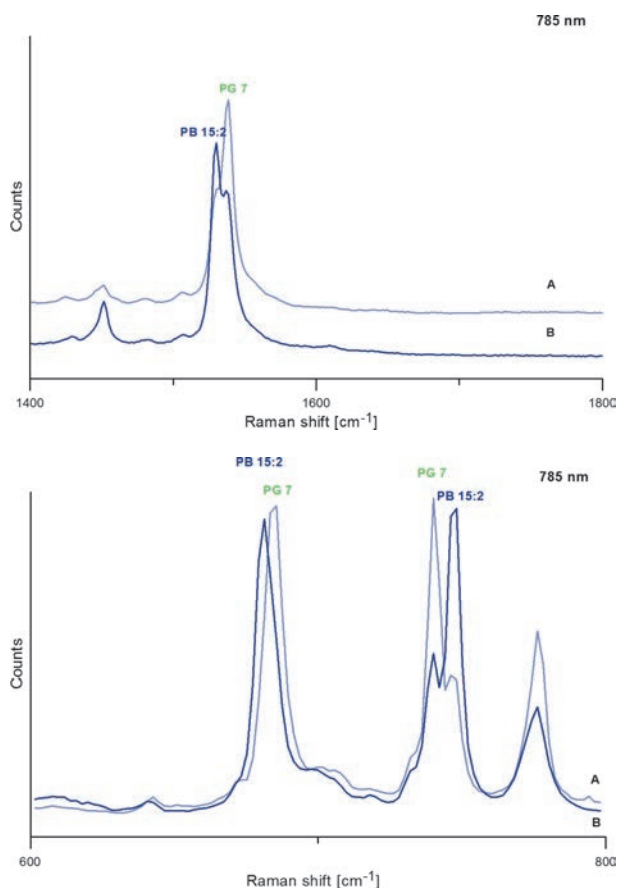 785 nm
PG 7
PB 15:2
Counts
A
B
1400
1600
1800
Raman shift [cm⁻¹]
PB 15:2
PG 7
PG 7
PB 15:2
785 nm
Counts
A
B
600
800
Raman shift [cm⁻¹]